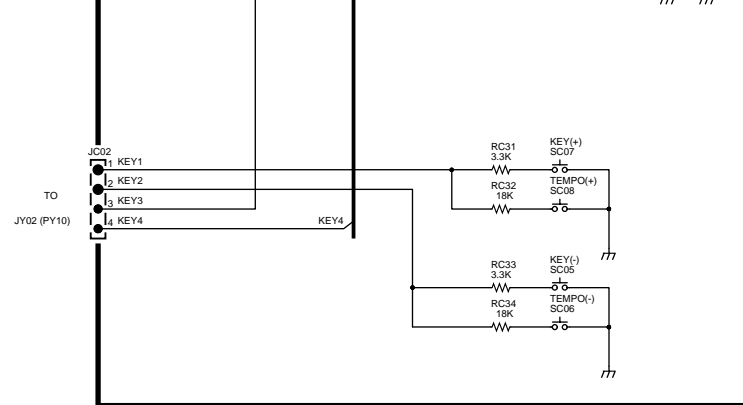 JC02
1 KEY1
2 KEY2
3 KEY3
4 KEY4
TO
JY02 (PY10)
KEY4
RC31
3.3K
KEY(+)
SC07
RC32
18K
TEMPO(+)
SC08
RC33
3.3K
KEY(-)
SC05
RC34
18K
TEMPO(-)
SC06